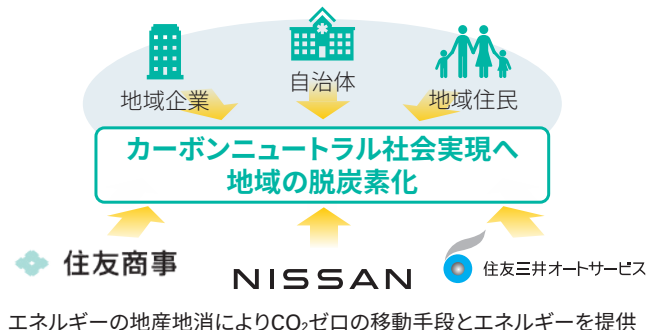 地域企業
自治体
地域住民
カーボンニュートラル社会実現へ
地域の脱炭素化
住友商事
NISSAN
住友三井オートサービス
エネルギーの地産地消によりCO₂ゼロの移動手段とエネルギーを提供